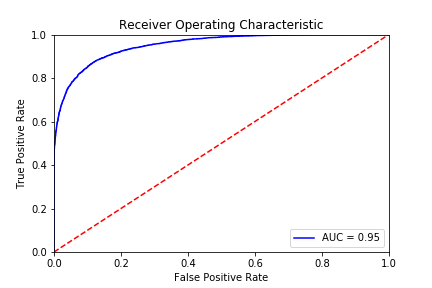 Receiver Operating Characteristic
1.0
0.8
0.6
0.4
0.2
0.0
True Positive Rate
AUC = 0.95
0.0 0.2 0.4 0.6 0.8 1.0
False Positive Rate